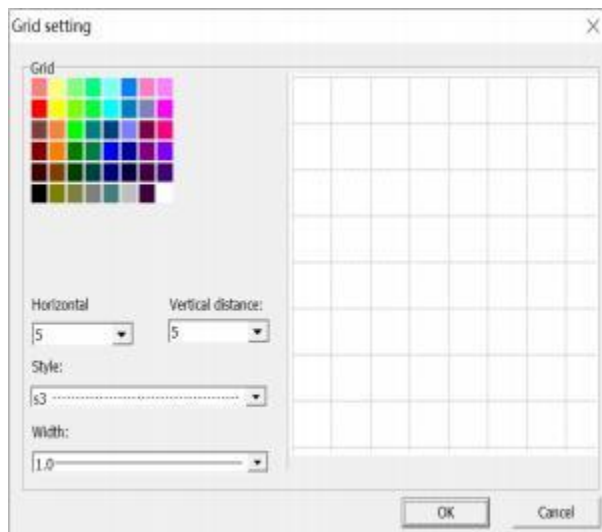 Grid setting
Grid
Horizontal Vertical distance:
5 5
Style:
s3
Width:
1.0
OK Cancel